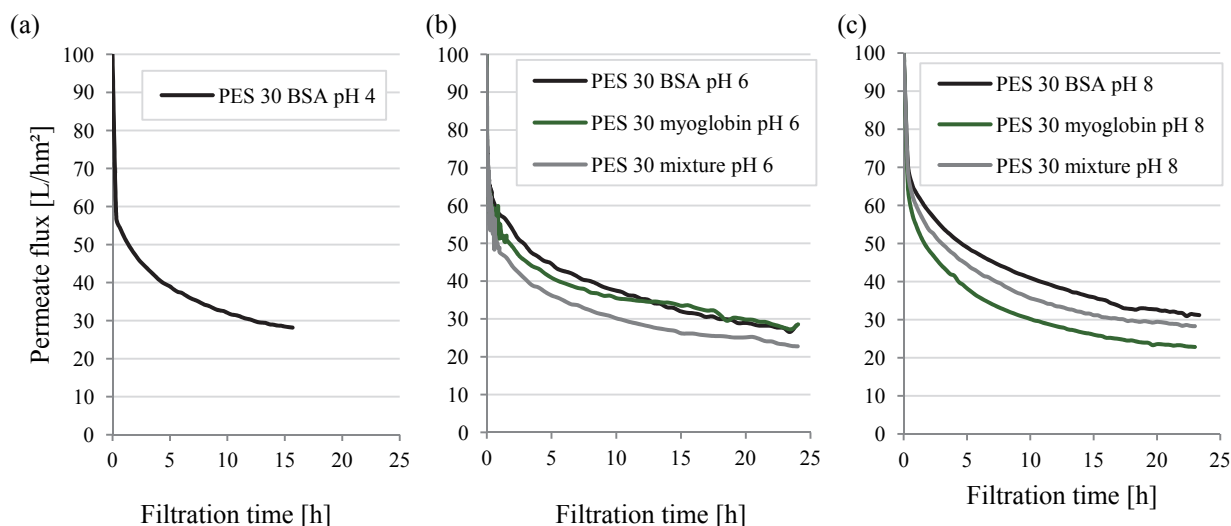 (a)
(b)
(c)
Permeate flux [L/hm²]
100
90
80
70
60
50
40
30
20
10
0
0 5 10 15 20 25
PES 30 BSA pH 4
Filtration time [h]
100
90
80
70
60
50
40
30
20
10
0
0 5 10 15 20 25
PES 30 BSA pH 6
PES 30 myoglobin pH 6
PES 30 mixture pH 6
Filtration time [h]
100
90
80
70
60
50
40
30
20
10
0
0 5 10 15 20 25
PES 30 BSA pH 8
PES 30 myoglobin pH 8
PES 30 mixture pH 8
Filtration time [h]